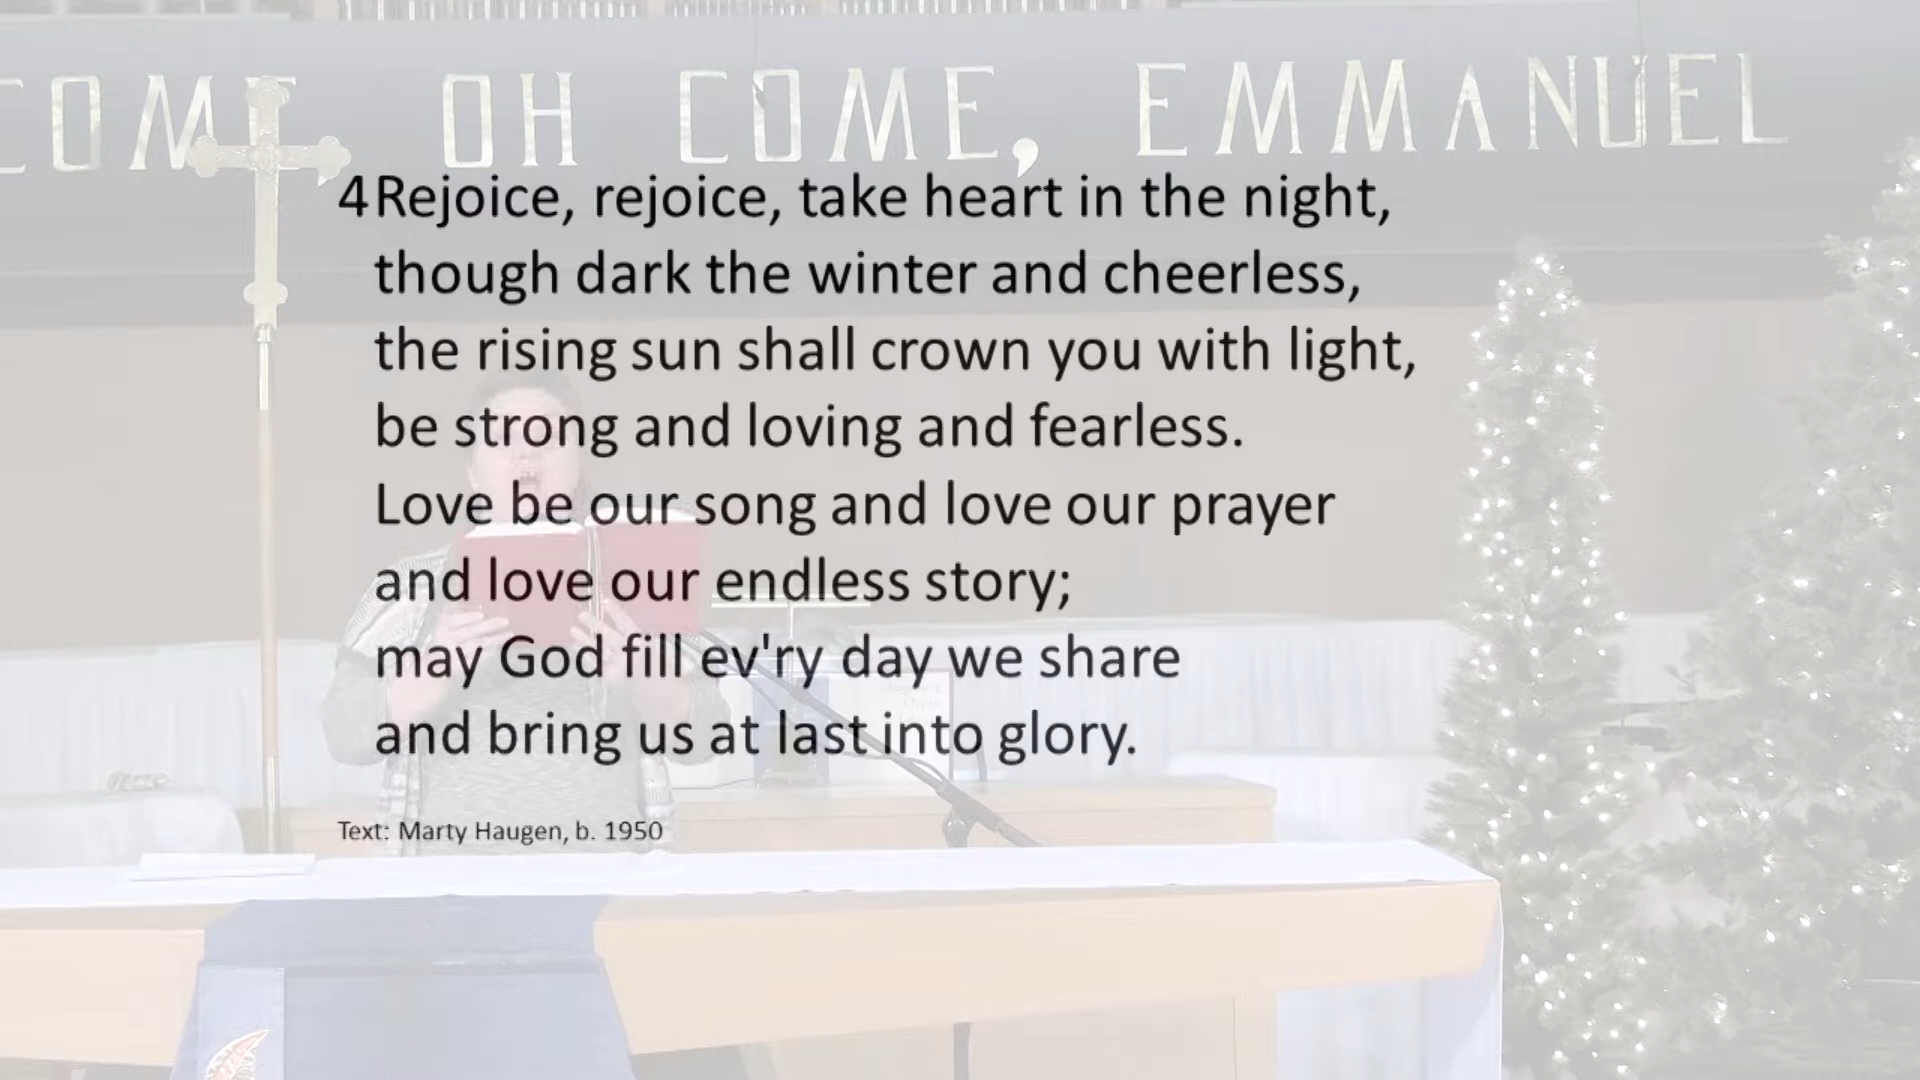 COME, OH COME, EMMANUEL
4 Rejoice, rejoice, take heart in the night,
though dark the winter and cheerless,
the rising sun shall crown you with light,
be strong and loving and fearless.
Love be our song and love our prayer
and love our endless story;
may God fill ev'ry day we share
and bring us at last into glory.
Text: Marty Haugen, b. 1950